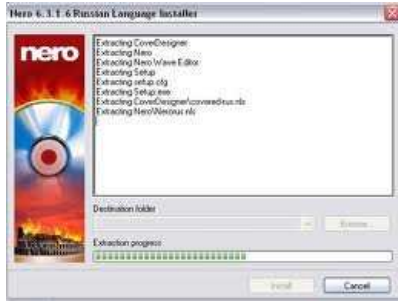 Nero 6.3.1.6 Russian Language Installer
nero
Extracting CoverDesigner
Extracting Nero
Extracting Nero Wave Editor
Extracting Setup
Extracting setup.cfg
Extracting Setup.exe
Extracting CoverDesigner\coveredrus.nls
Extracting Nero\Nerorus.nls
Destination folder
Browse...
Extraction progress
Install
Cancel